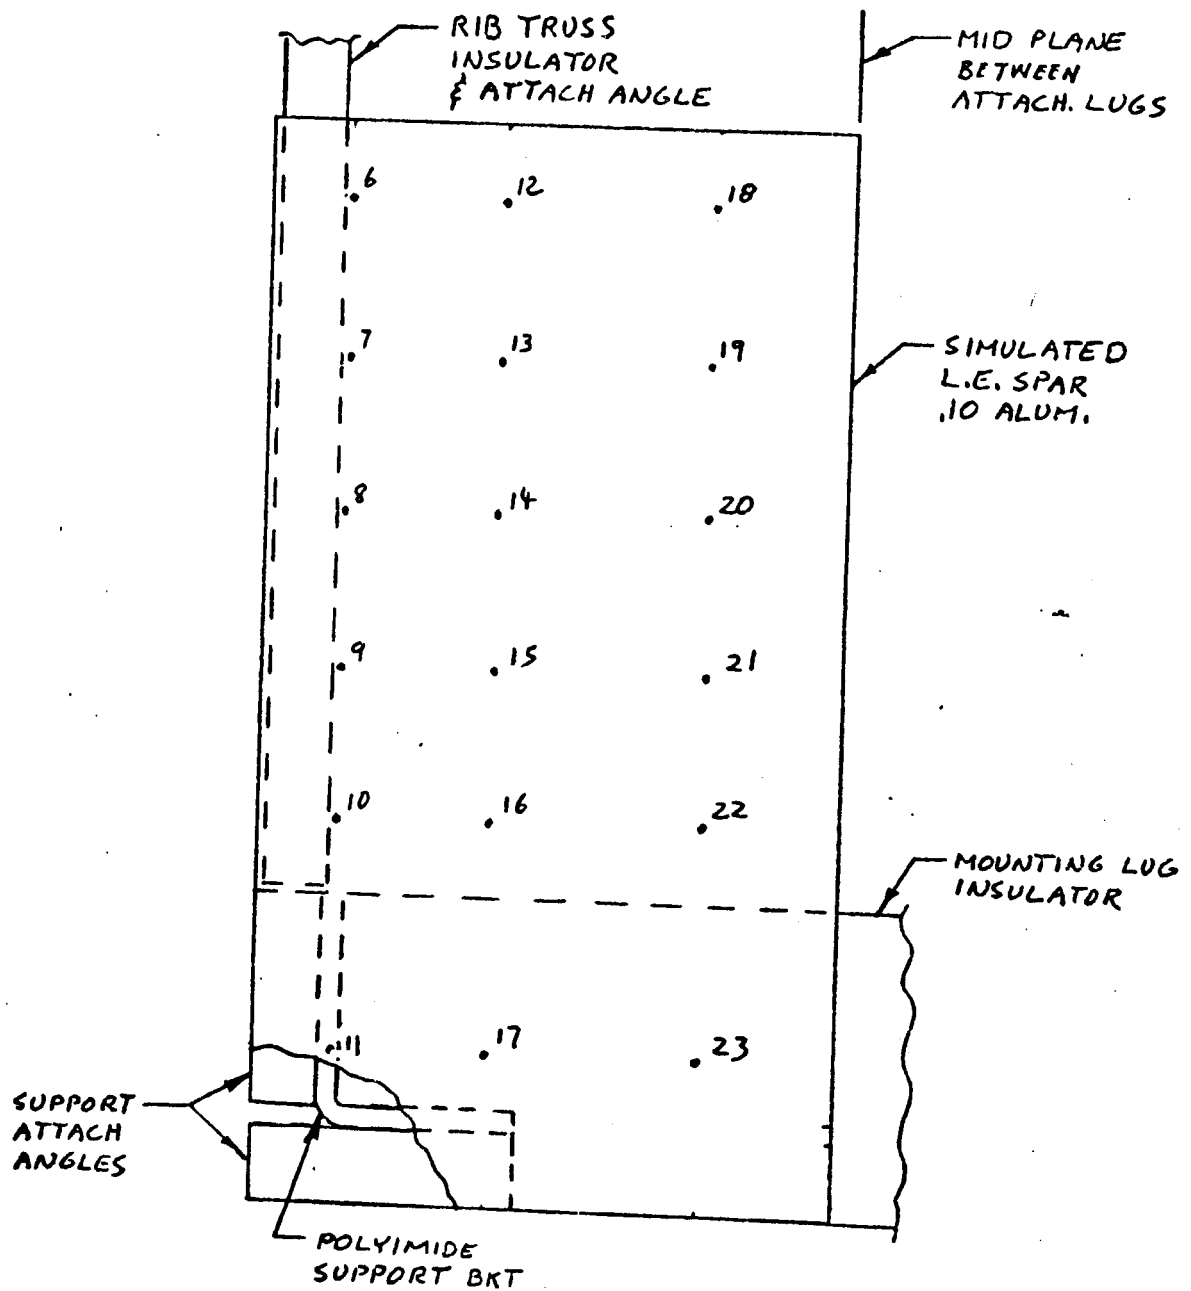 RIB TRUSS
INSULATOR
& ATTACH ANGLE
MID PLANE
BETWEEN
ATTACH. LUGS
6
12
18
7
13
19
SIMULATED
L.E. SPAR
.10 ALUM.
8
14
20
9
15
21
10
16
22
MOUNTING LUG
INSULATOR
11
17
23
SUPPORT
ATTACH
ANGLES
POLYIMIDE
SUPPORT BKT